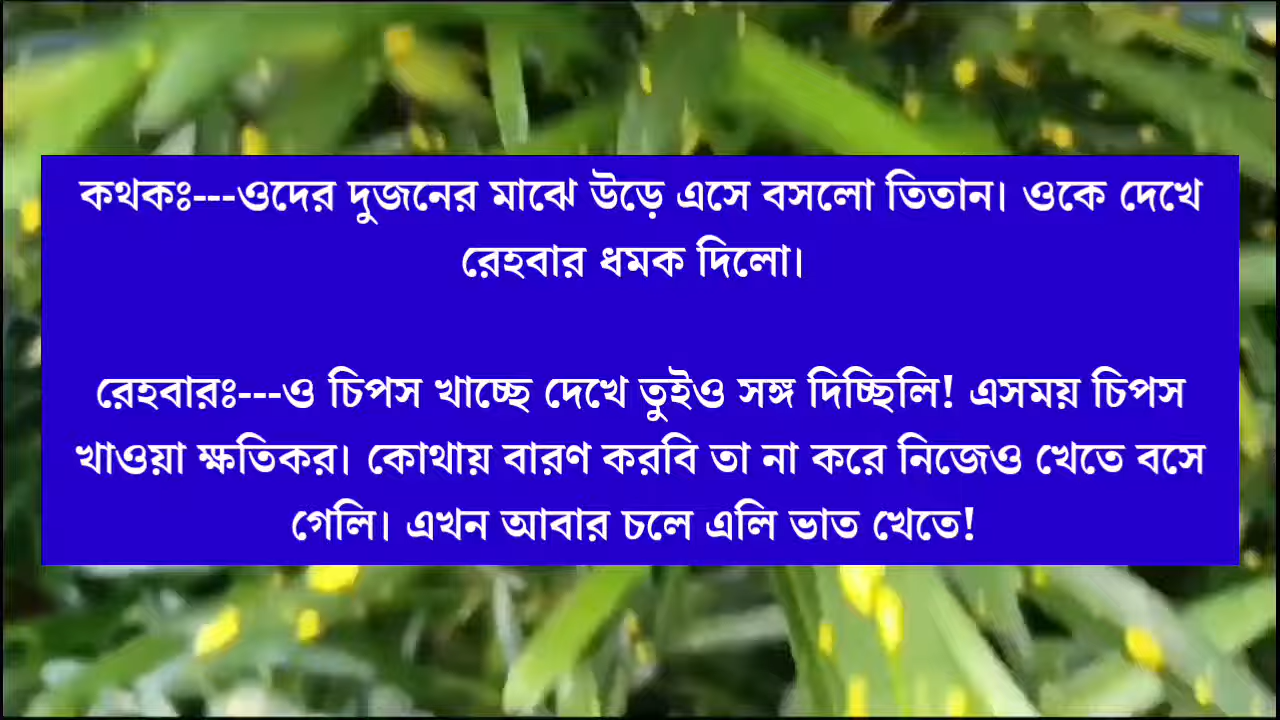 কথকঃ---ওদের দুজনের মাঝে উড়ে এসে বসলো তিতান। ওকে দেখে
রেহবার ধমক দিলো।
রেহবারঃ---ও চিপস খাচ্ছে দেখে তুইও সঙ্গ দিচ্ছিলি! এসময় চিপস
খাওয়া ক্ষতিকর। কোথায় বারণ করবি তা না করে নিজেও খেতে বসে
গেলি। এখন আবার চলে এলি ভাত খেতে!